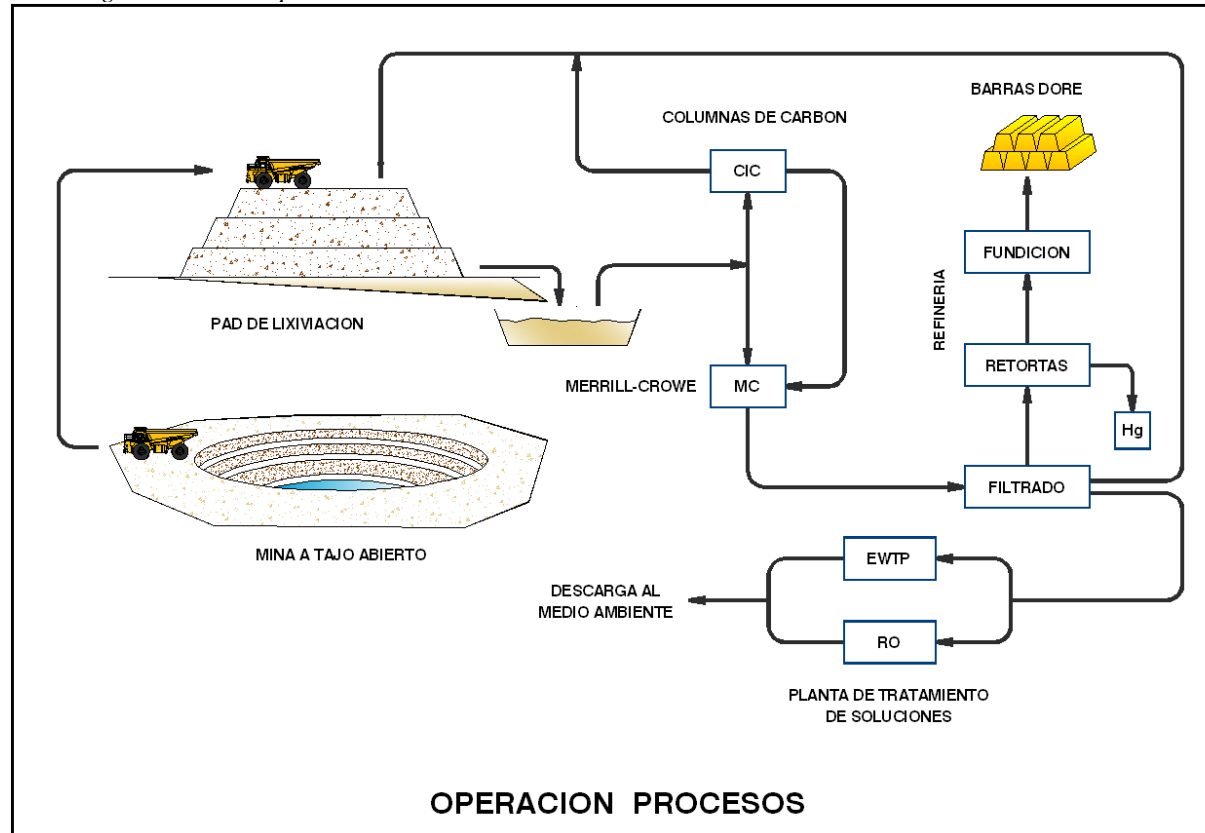 BARRAS DORE
COLUMNAS DE CARBON
CIC
FUNDICION
REFINERIA
PAD DE LIXIVIACION
RETORTAS
MERRILL-CROWE
MC
Hg
FILTRADO
MINA A TAJO ABIERTO
EWTP
DESCARGA AL
MEDIO AMBIENTE
RO
PLANTA DE TRATAMIENTO
DE SOLUCIONES
OPERACION PROCESOS